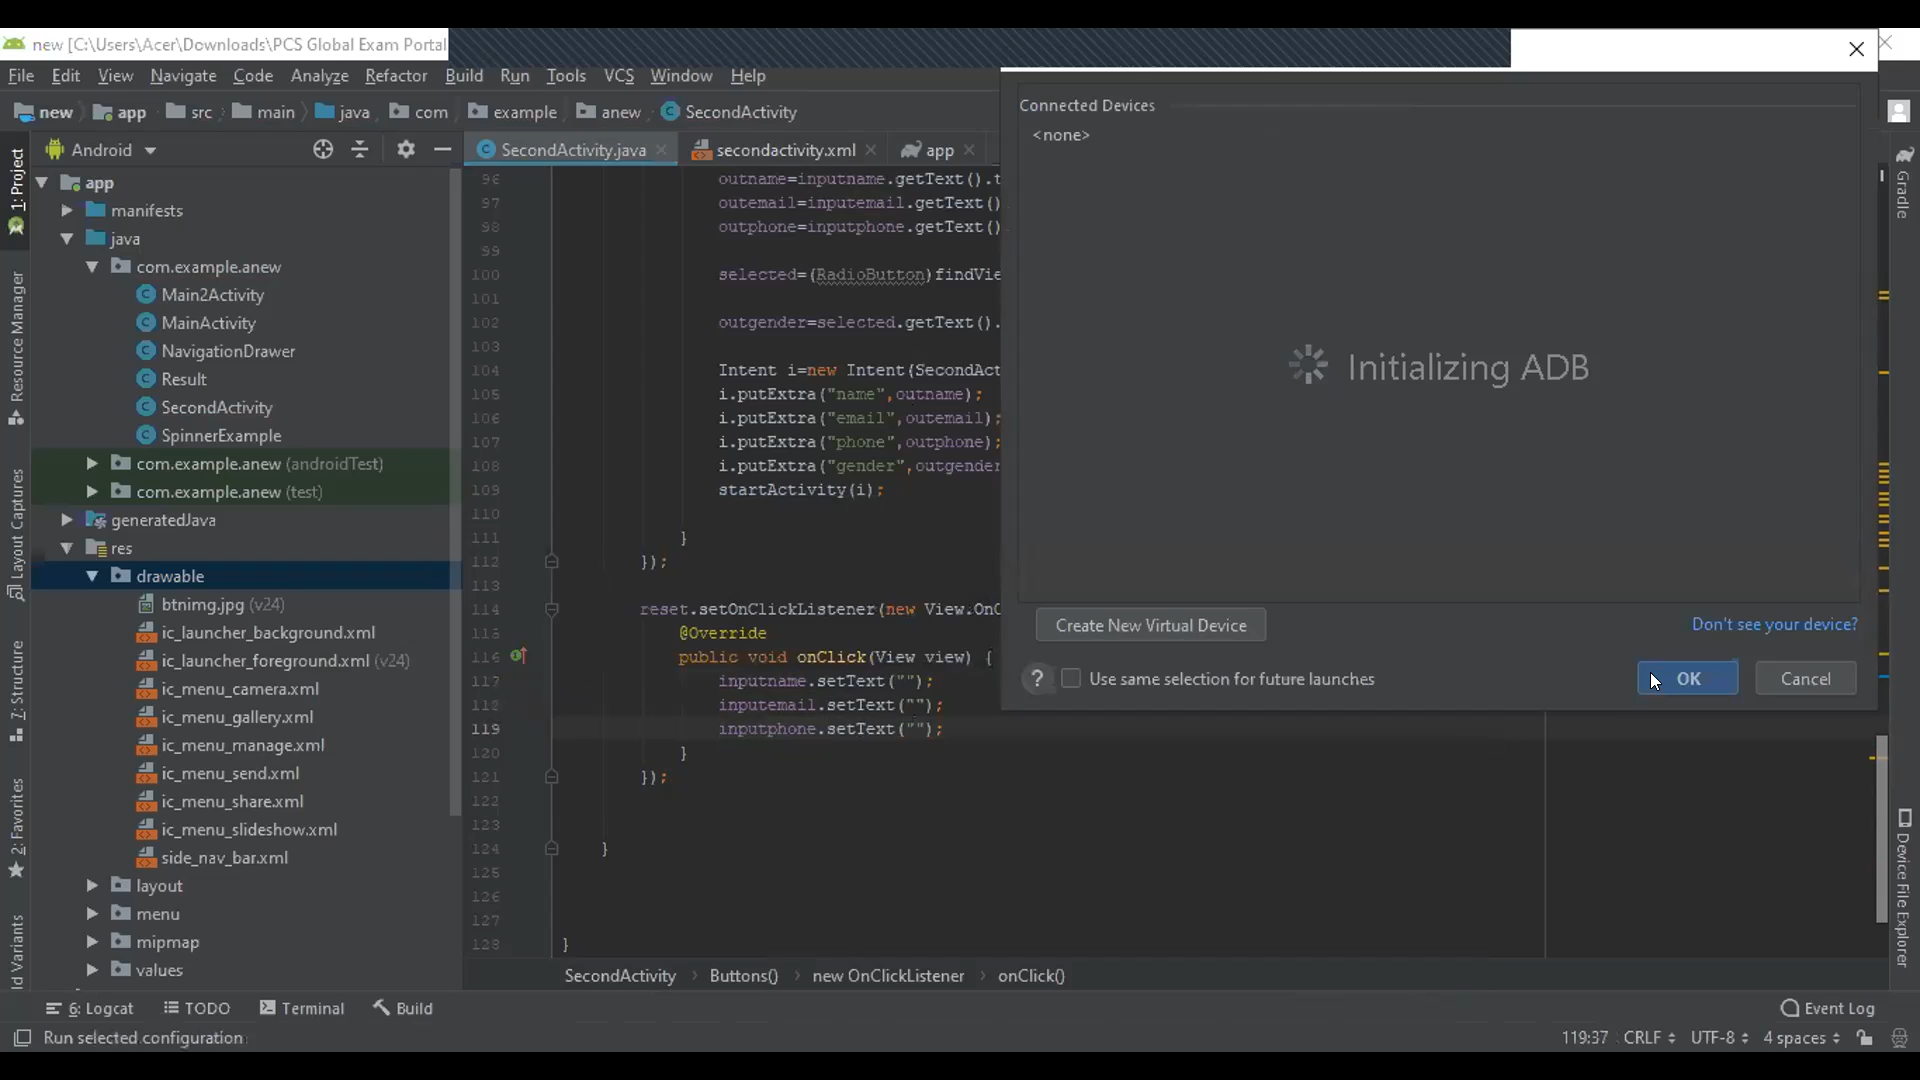 new [C:\Users\Acer\Downloads\PCS Global Exam Portal
File Edit View Navigate Code Analyze Refactor Build Run Tools VCS Window Help
new app src main java com example anew SecondActivity
Android
SecondActivity.java secondactivity.xml app
1: Project
Resource Manager
Layout Captures
7: Structure
2: Favorites
ld Variants
app
manifests
java
com.example.anew
Main2Activity
MainActivity
NavigationDrawer
Result
SecondActivity
SpinnerExample
com.example.anew (androidTest)
com.example.anew (test)
generatedJava
res
drawable
btnimg.jpg (v24)
ic_launcher_background.xml
ic_launcher_foreground.xml (v24)
ic_menu_camera.xml
ic_menu_gallery.xml
ic_menu_manage.xml
ic_menu_send.xml
ic_menu_share.xml
ic_menu_slideshow.xml
side_nav_bar.xml
layout
menu
mipmap
values
96 outname=inputname.getText().t
97 outemail=inputemail.getText()
98 outphone=inputphone.getText()
99
100 selected=(RadioButton)findVie
101
102 outgender=selected.getText().
103
104 Intent i=new Intent(SecondAct
105 i.putExtra("name",outname);
106 i.putExtra("email",outemail);
107 i.putExtra("phone",outphone);
108 i.putExtra("gender",outgender
109 startActivity(i);
110
111 }
112 });
113
114 reset.setOnClickListener(new View.OnC
115 @Override
116 public void onClick(View view) {
117 inputname.setText("");
118 inputemail.setText("");
119 inputphone.setText("");
120 }
121 });
122
123
124 }
125
126
127
128 }
SecondActivity Buttons() new OnClickListener onClick()
Connected Devices
<none>
Initializing ADB
Create New Virtual Device
Don't see your device?
? Use same selection for future launches
OK
Cancel
Gradle
Device File Explorer
6: Logcat TODO Terminal Build Event Log
Run selected configuration 119:37 CRLF UTF-8 4 spaces